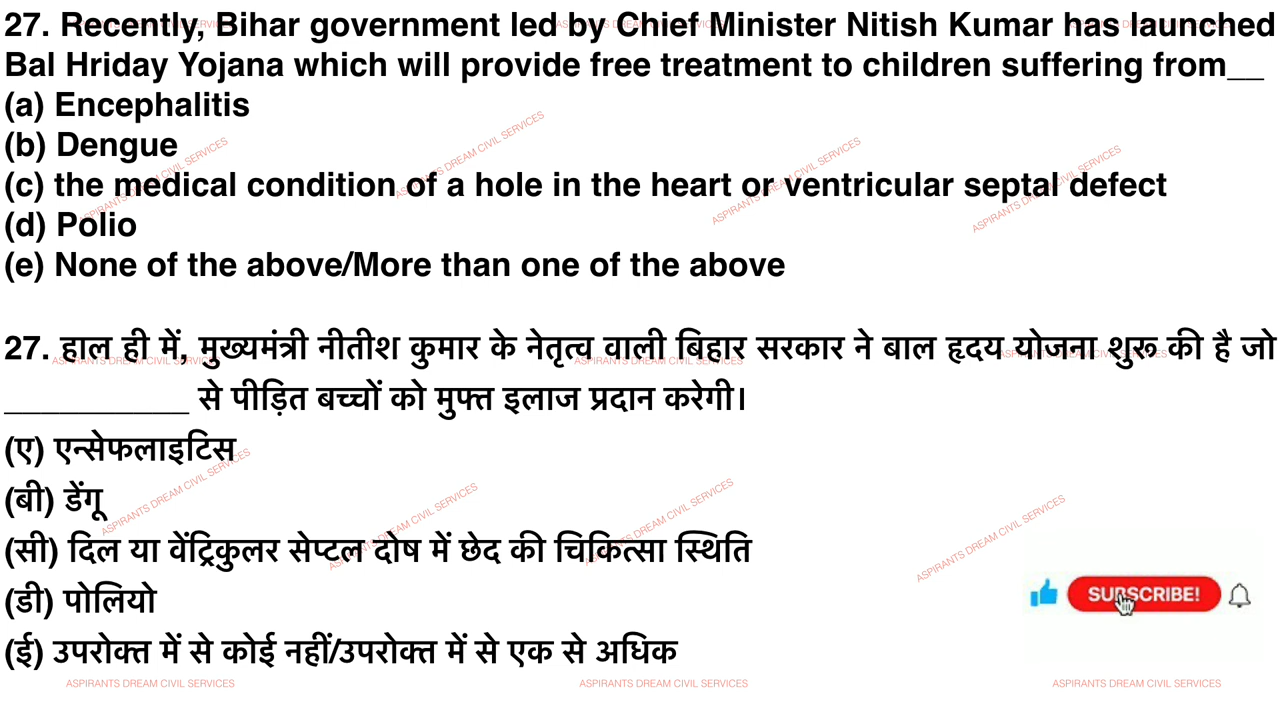 27. Recently, Bihar government led by Chief Minister Nitish Kumar has launched
Bal Hriday Yojana which will provide free treatment to children suffering from__
(a) Encephalitis
(b) Dengue
(c) the medical condition of a hole in the heart or ventricular septal defect
(d) Polio
(e) None of the above/More than one of the above
27. हाल ही में, मुख्यमंत्री नीतीश कुमार के नेतृत्व वाली बिहार सरकार ने बाल हृदय योजना शुरू की है जो
__________ से पीड़ित बच्चों को मुफ्त इलाज प्रदान करेगी।
(ए) एन्सेफलाइटिस
(बी) डेंगू
(सी) दिल या वेंट्रिकुलर सेप्टल दोष में छेद की चिकित्सा स्थिति
(डी) पोलियो
SUBSCRIBE!
(ई) उपरोक्त में से कोई नहीं/उपरोक्त में से एक से अधिक
ASPIRANTS DREAM CIVIL SERVICES ASPIRANTS DREAM CIVIL SERVICES ASPIRANTS DREAM CIVIL SERVICES